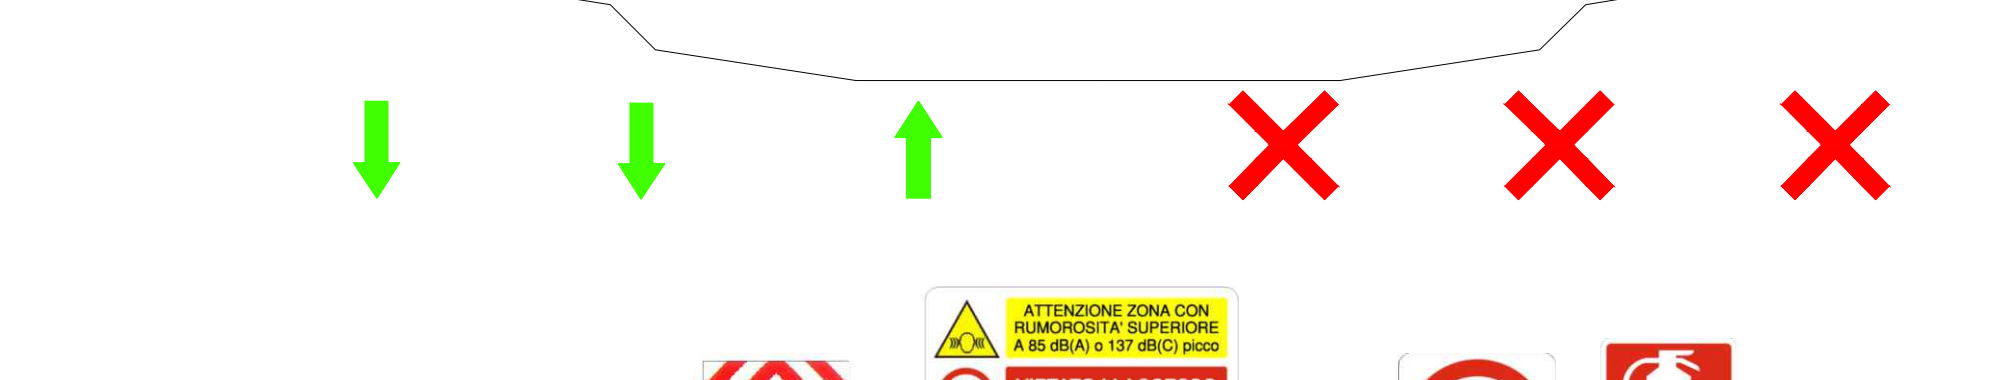 ATTENZIONE ZONA CON
RUMOROSITA' SUPERIORE
A 85 dB(A) o 137 dB(C) picco